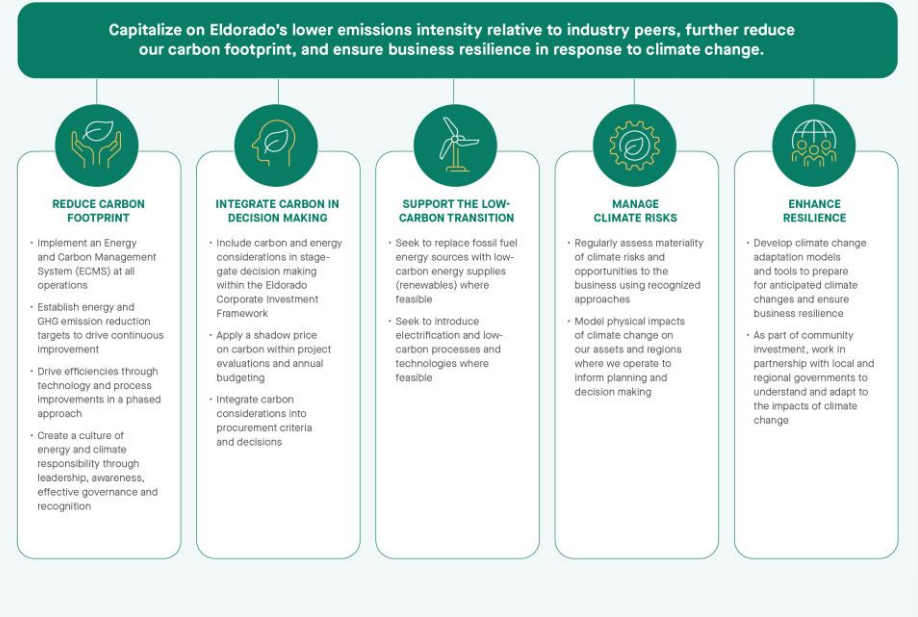 Capitalize on Eldorado's lower emissions intensity relative to industry peers, further reduce
our carbon footprint, and ensure business resilience in response to climate change.
REDUCE CARBON
FOOTPRINT
• Implement an Energy
and Carbon Management
System (ECMS) at all
operations
• Establish energy and
GHG emission reduction
targets to drive continuous
improvement
• Drive efficiencies through
technology and process
improvements in a phased
approach
• Create a culture of
energy and climate
responsibility through
leadership, awareness,
effective governance and
recognition
INTEGRATE CARBON IN
DECISION MAKING
• Include carbon and energy
considerations in stage-
gate decision making
within the Eldorado
Corporate Investment
Framework
• Apply a shadow price
on carbon within project
evaluations and annual
budgeting
• Integrate carbon
considerations into
procurement criteria
and decisions
SUPPORT THE LOW-
CARBON TRANSITION
• Seek to replace fossil fuel
energy sources with low-
carbon energy supplies
(renewables) where
feasible
• Seek to introduce
electrification and low-
carbon processes and
technologies where
feasible
MANAGE
CLIMATE RISKS
• Regularly assess materiality
of climate risks and
opportunities to the
business using recognized
approaches
• Model physical impacts
of climate change on
our assets and regions
where we operate to
inform planning and
decision making
ENHANCE
RESILIENCE
• Develop climate change
adaptation models
and tools to prepare
for anticipated climate
changes and ensure
business resilience
• As part of community
investment, work in
partnership with local and
regional governments to
understand and adapt to
the impacts of climate
change